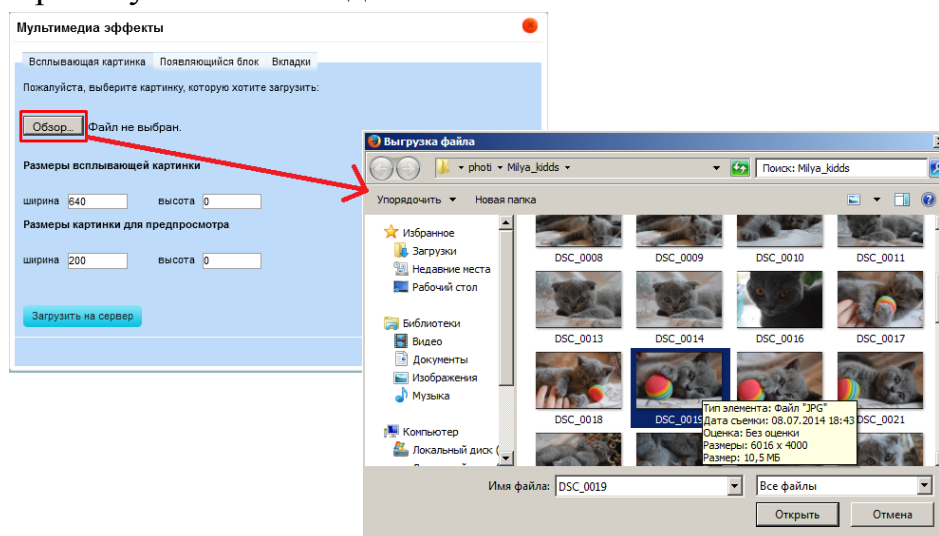 Мультимедиа эффекты
Всплывающая картинка Появляющийся блок Вкладки
Пожалуйста, выберите картинку, которую хотите загрузить:
Обзор... Файл не выбран.
Размеры всплывающей картинки
ширина 640 высота 0
Размеры картинки для предпросмотра
ширина 200 высота 0
Загрузить на сервер
Выгрузка файла
photi Milya_kidds
Поиск: Milya_kidds
Упорядочить Новая папка
Избранное
Загрузки
Недавние места
Рабочий стол
Библиотеки
Видео
Документы
Изображения
Музыка
Компьютер
Локальный диск (
DSC_0008 DSC_0009 DSC_0010 DSC_0011
DSC_0013 DSC_0014 DSC_0016 DSC_0017
DSC_0018 DSC_0019 DSC_0021
Тип элемента: Файл "JPG"
Дата съемки: 08.07.2014 18:43
Оценка: Без оценки
Размеры: 6016 x 4000
Размер: 10,5 МБ
Имя файла: DSC_0019 Все файлы
Открыть Отмена